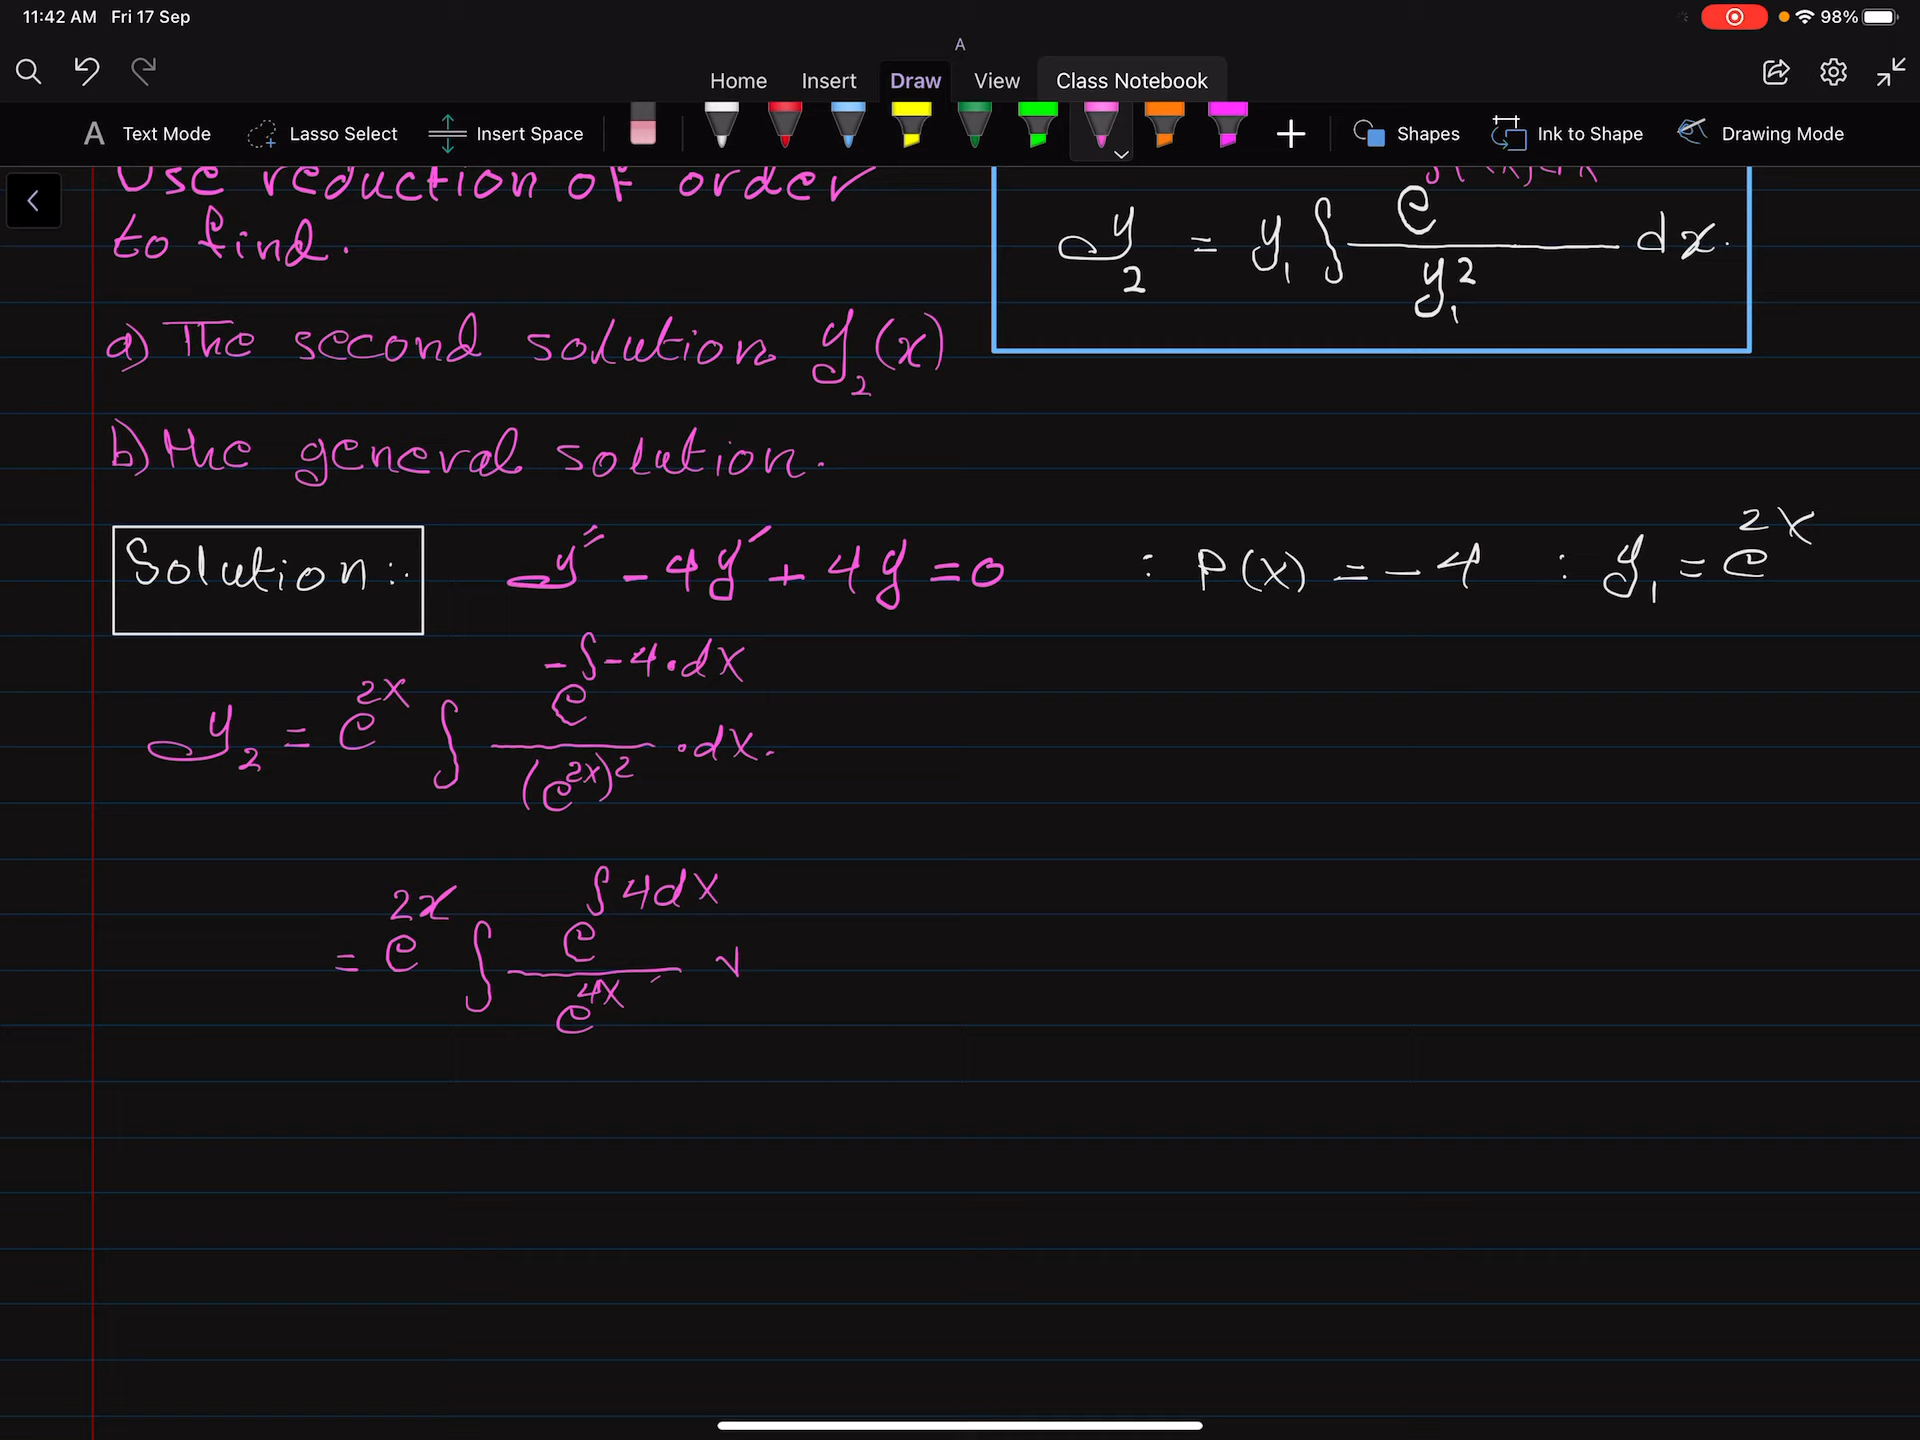 11:42 AM Fri 17 Sep 98%
A
Home Insert Draw View Class Notebook
A Text Mode Lasso Select Insert Space Shapes Ink to Shape Drawing Mode
Use reduction of order
to find.
y₂ = y₁ ∫ e^(∫P(x)dx) / y₁² dx.
a) The second solution y₂(x)
b) the general solution.
Solution :. y'' - 4y' + 4y = 0 : P(x) = -4 : y₁ = e^(2x)
y₂ = e^(2x) ∫ e^(-∫-4·dx) / (e^(2x))² · dx.
= e^(2x) ∫ e^(∫4dx) / e^(4x)